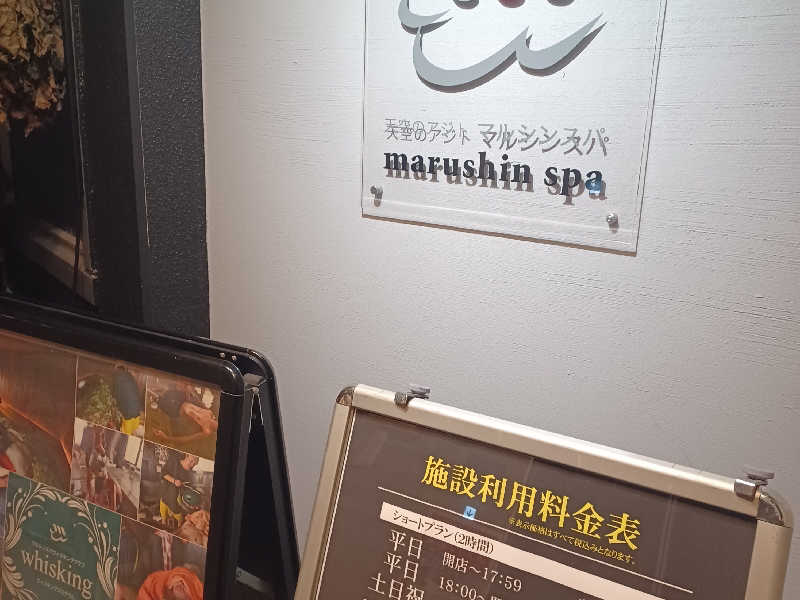 天空のアジト マルシンスパ
marushin spa
施設利用料金表
※表示価格はすべて税込みとなります。
ショートプラン(2時間)
平日 開店～17:59
平日 18:00～
土日祝
whisking